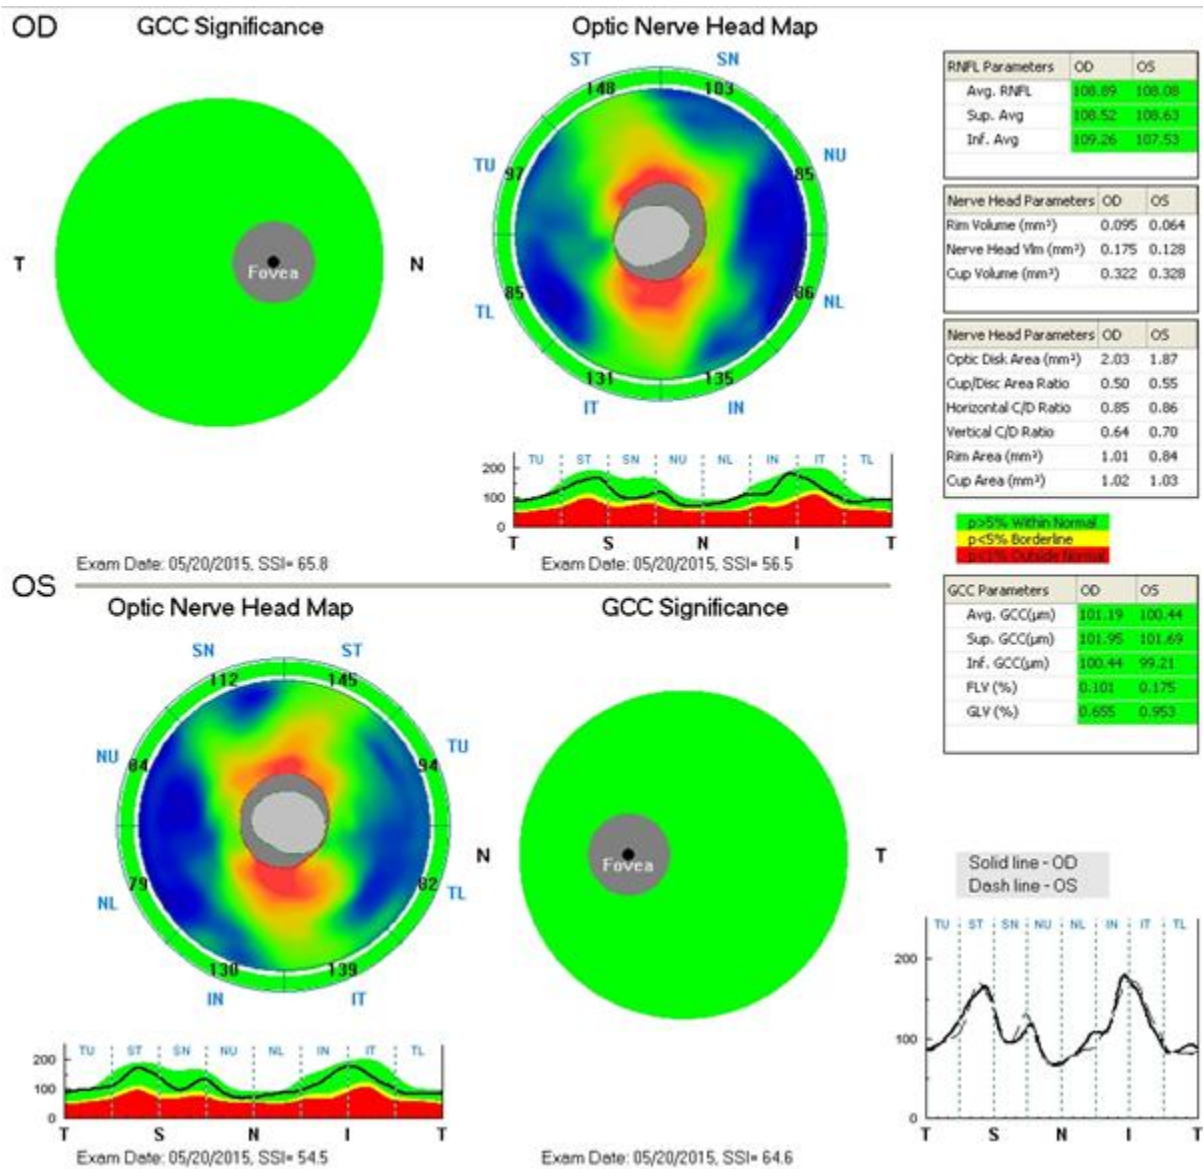 OD
GCC Significance
Optic Nerve Head Map
T
Fovea
N
ST
SN
148
103
TU
NU
97
85
85
86
TL
NL
131
135
IT
IN
TU ST SN NU NL IN IT TL
200
100
0
T S N I T
Exam Date: 05/20/2015, SSI= 65.8
Exam Date: 05/20/2015, SSI= 56.5
RNFL Parameters OD OS
Avg. RNFL 108.89 108.08
Sup. Avg 108.52 108.63
Inf. Avg 109.26 107.53
Nerve Head Parameters OD OS
Rim Volume (mm³) 0.095 0.064
Nerve Head Vlm (mm³) 0.175 0.128
Cup Volume (mm³) 0.322 0.328
Nerve Head Parameters OD OS
Optic Disk Area (mm²) 2.03 1.87
Cup/Disc Area Ratio 0.50 0.55
Horizontal C/D Ratio 0.85 0.86
Vertical C/D Ratio 0.64 0.70
Rim Area (mm²) 1.01 0.84
Cup Area (mm²) 1.02 1.03
p>5% Within Normal
p<5% Borderline
p<1% Outside Normal
OS
Optic Nerve Head Map
GCC Significance
SN
ST
112
145
NU
TU
84
94
79
82
NL
TL
130
139
IN
IT
N
Fovea
T
TU ST SN NU NL IN IT TL
200
100
0
T S N I T
Exam Date: 05/20/2015, SSI= 54.5
Exam Date: 05/20/2015, SSI= 64.6
GCC Parameters OD OS
Avg. GCC(µm) 101.19 100.44
Sup. GCC(µm) 101.95 101.69
Inf. GCC(µm) 100.44 99.21
FLV (%) 0.101 0.175
GLV (%) 0.655 0.953
Solid line - OD
Dash line - OS
TU ST SN NU NL IN IT TL
200
100
0
T S N I T